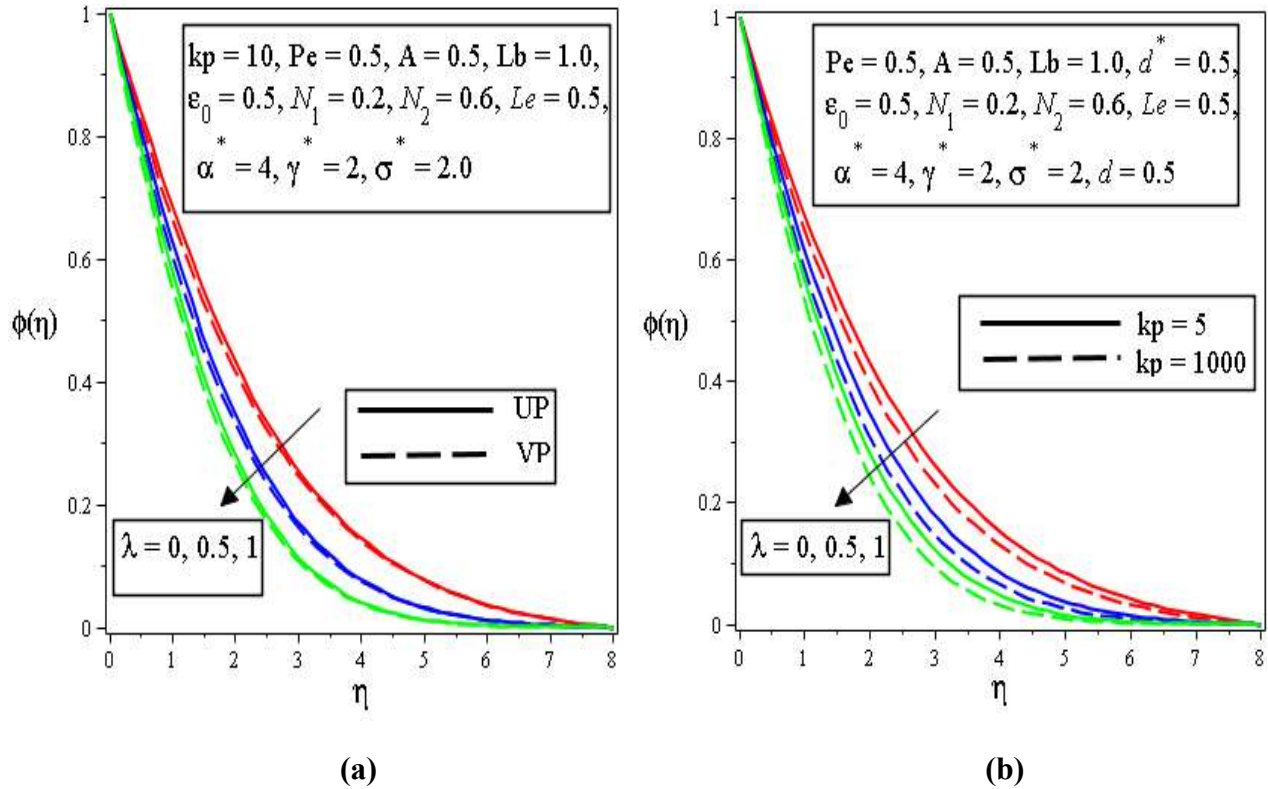 kp = 10, Pe = 0.5, A = 0.5, Lb = 1.0,
ε₀ = 0.5, N₁ = 0.2, N₂ = 0.6, Le = 0.5,
α* = 4, γ* = 2, σ* = 2.0
1
0.8
0.6
0.4
0.2
0
ϕ(η)
UP
VP
λ = 0, 0.5, 1
0 1 2 3 4 5 6 7 8
η
(a)
Pe = 0.5, A = 0.5, Lb = 1.0, d* = 0.5,
ε₀ = 0.5, N₁ = 0.2, N₂ = 0.6, Le = 0.5,
α* = 4, γ* = 2, σ* = 2, d = 0.5
1
0.8
0.6
0.4
0.2
0
ϕ(η)
kp = 5
kp = 1000
λ = 0, 0.5, 1
0 1 2 3 4 5 6 7 8
η
(b)